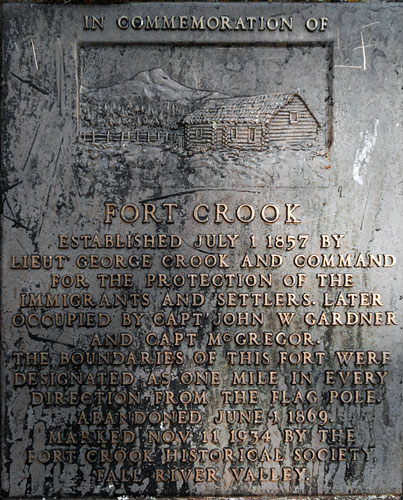 IN COMMEMORATION OF
FORT CROOK
ESTABLISHED JULY 1 1857 BY
LIEUT GEORGE CROOK AND COMMAND
FOR THE PROTECTION OF THE
IMMIGRANTS AND SETTLERS. LATER
OCCUPIED BY CAPT' JOHN W GARDNER
AND CAPT MCGREGOR.
THE BOUNDARIES OF THIS FORT WERE
DESIGNATED AS ONE MILE IN EVERY
DIRECTION FROM THE FLAG POLE.
ABANDONED JUNE 1 1869.
MARKED NOV 11 1934 BY THE
FORT CROOK HISTORICAL SOCIETY
FALL RIVER VALLEY